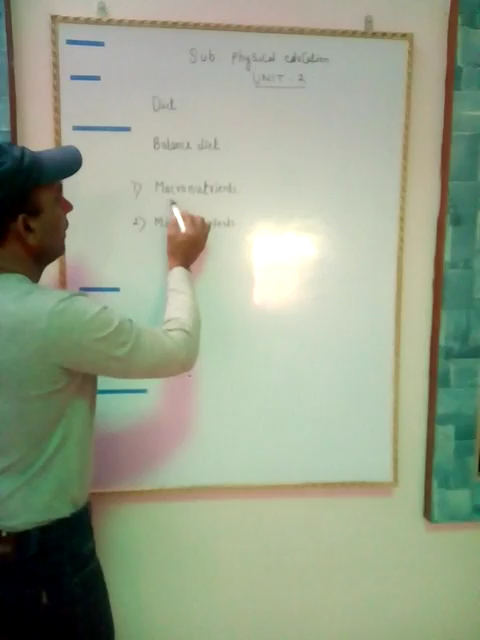 Sub physical education
UNIT - 2
Diet
Balance diet
1) Macronutrients
2)